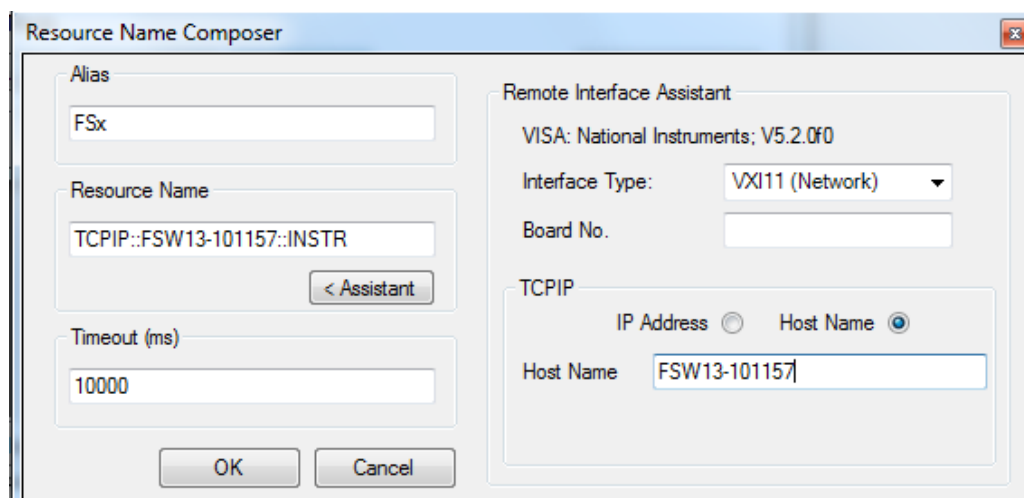 Resource Name Composer
Alias
FSx
Resource Name
TCPIP::FSW13-101157::INSTR
< Assistant
Timeout (ms)
10000
OK
Cancel
Remote Interface Assistant
VISA: National Instruments; V5.2.0f0
Interface Type:
VXI11 (Network)
Board No.
TCPIP
IP Address
Host Name
Host Name
FSW13-101157